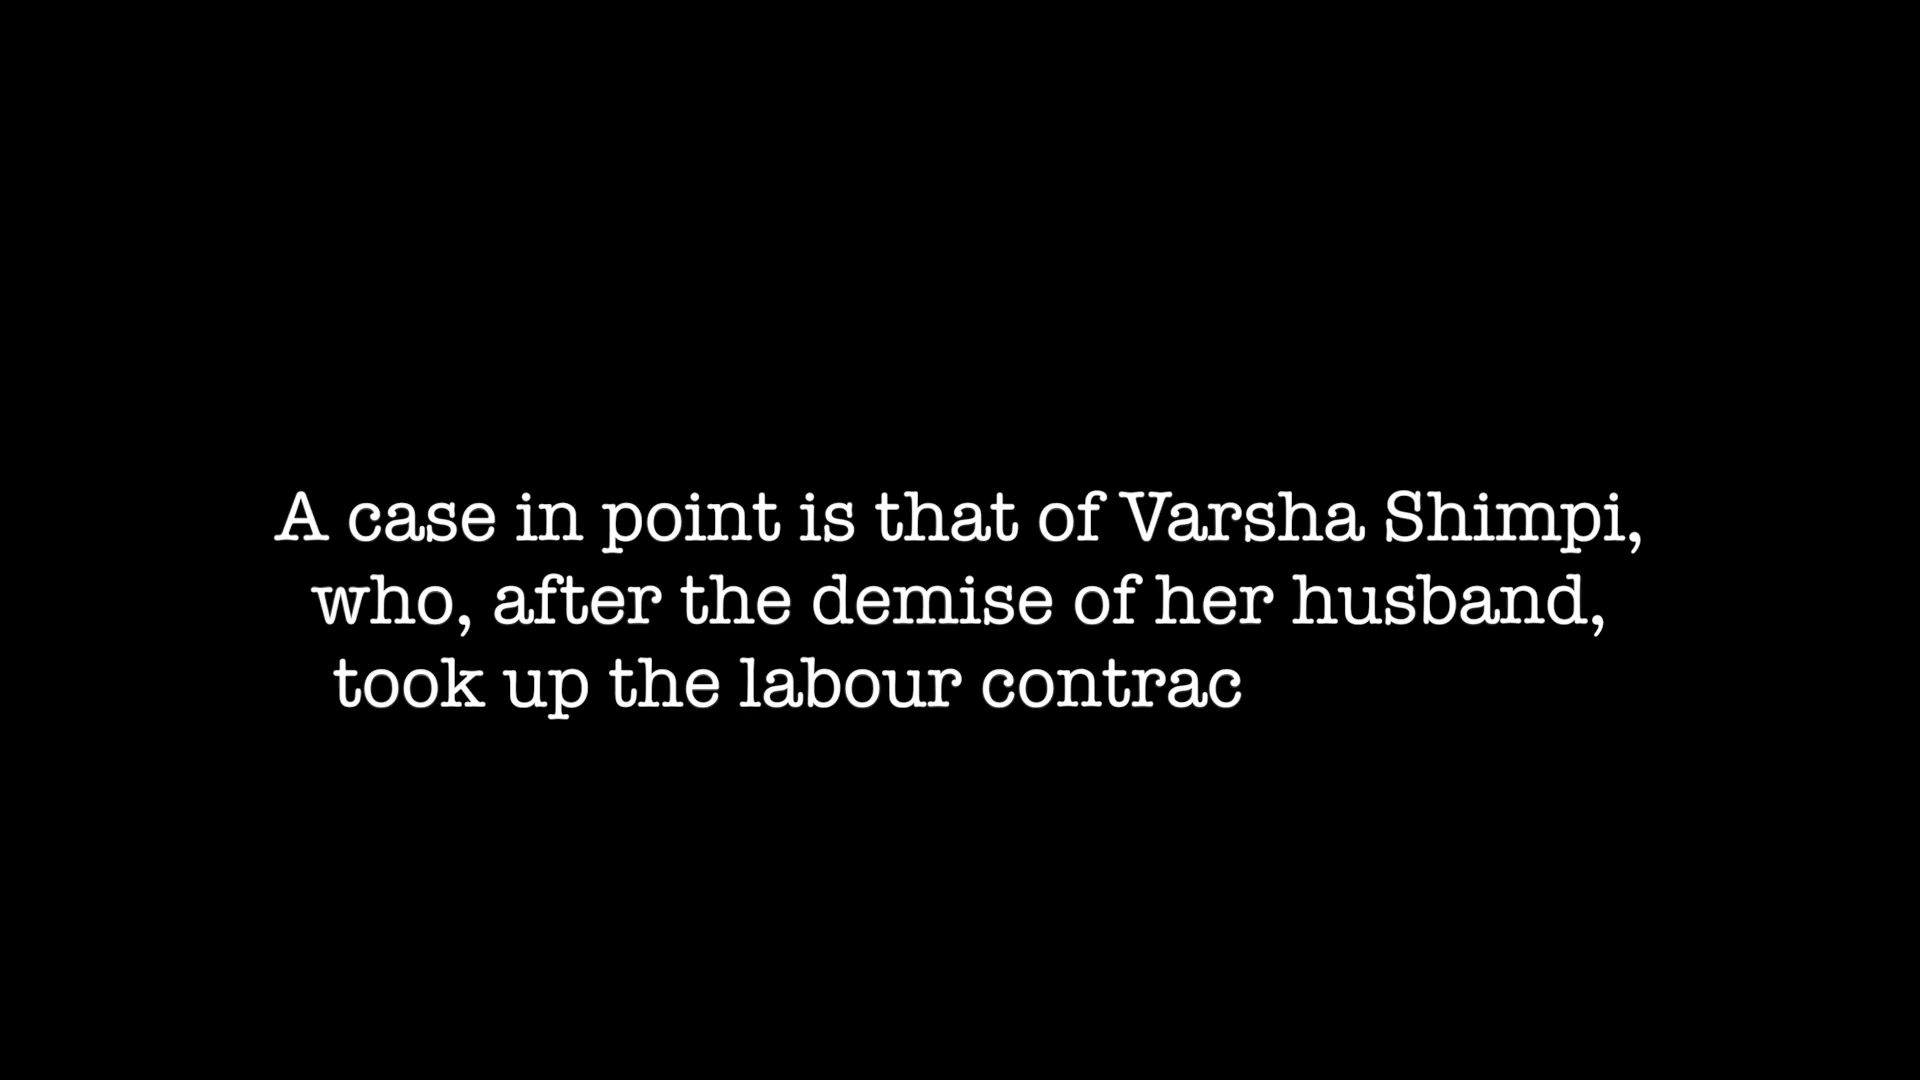 A case in point is that of Varsha Shimpi,
who, after the demise of her husband,
took up the labour contrac